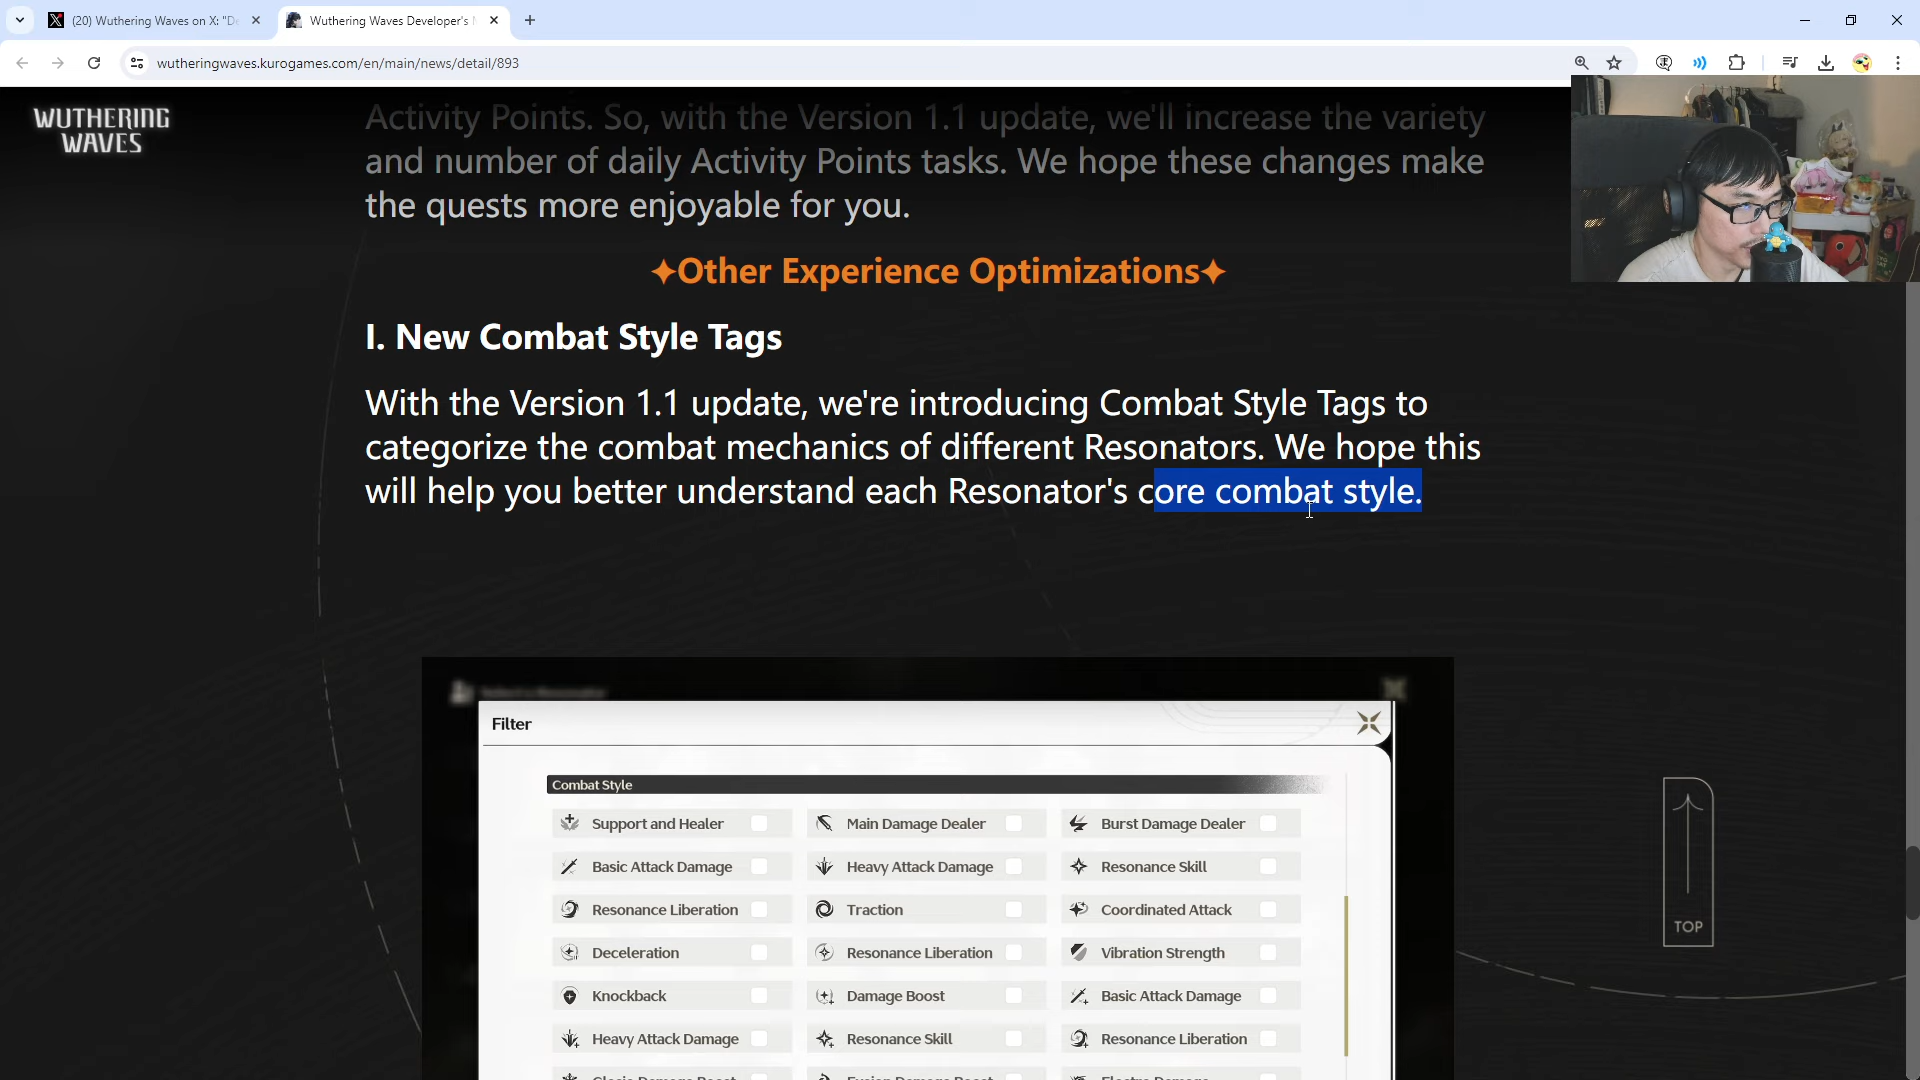 (20) Wuthering Waves on X: "De
Wuthering Waves Developer's
wutheringwaves.kurogames.com/en/main/news/detail/893
WUTHERING
WAVES
Activity Points. So, with the Version 1.1 update, we'll increase the variety
and number of daily Activity Points tasks. We hope these changes make
the quests more enjoyable for you.
✦Other Experience Optimizations✦
I. New Combat Style Tags
With the Version 1.1 update, we're introducing Combat Style Tags to
categorize the combat mechanics of different Resonators. We hope this
will help you better understand each Resonator's core combat style.
Filter
Combat Style
Support and Healer Main Damage Dealer Burst Damage Dealer
Basic Attack Damage Heavy Attack Damage Resonance Skill
Resonance Liberation Traction Coordinated Attack
Deceleration Resonance Liberation Vibration Strength
Knockback Damage Boost Basic Attack Damage
Heavy Attack Damage Resonance Skill Resonance Liberation
TOP